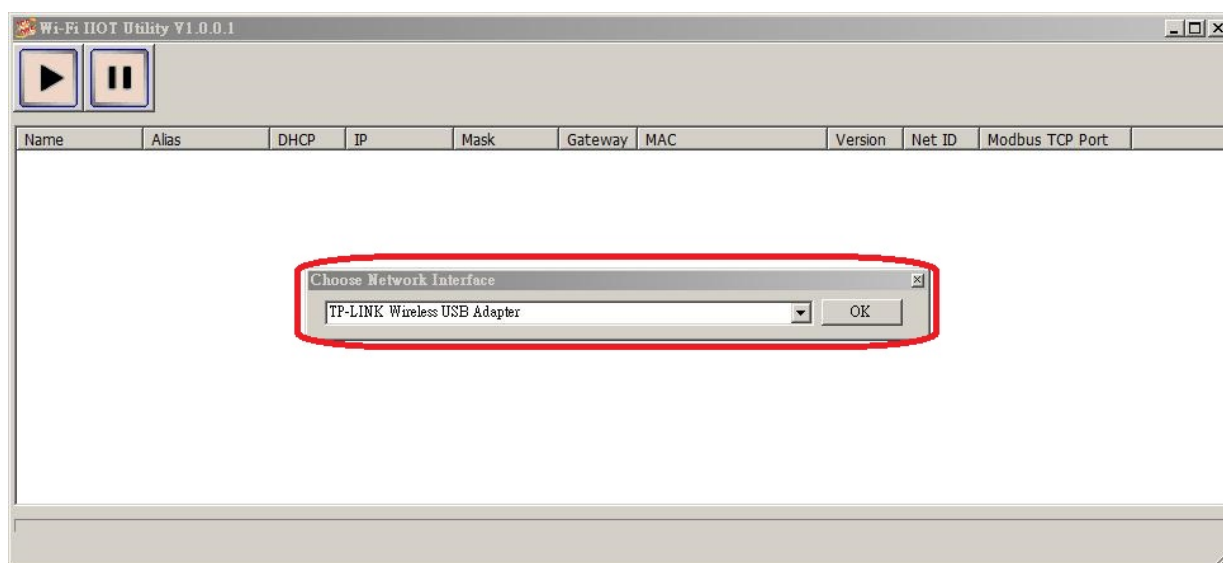 Wi-Fi IIOT Utility V1.0.0.1
Name Alias DHCP IP Mask Gateway MAC Version Net ID Modbus TCP Port
Choose Network Interface
TP-LINK Wireless USB Adapter OK